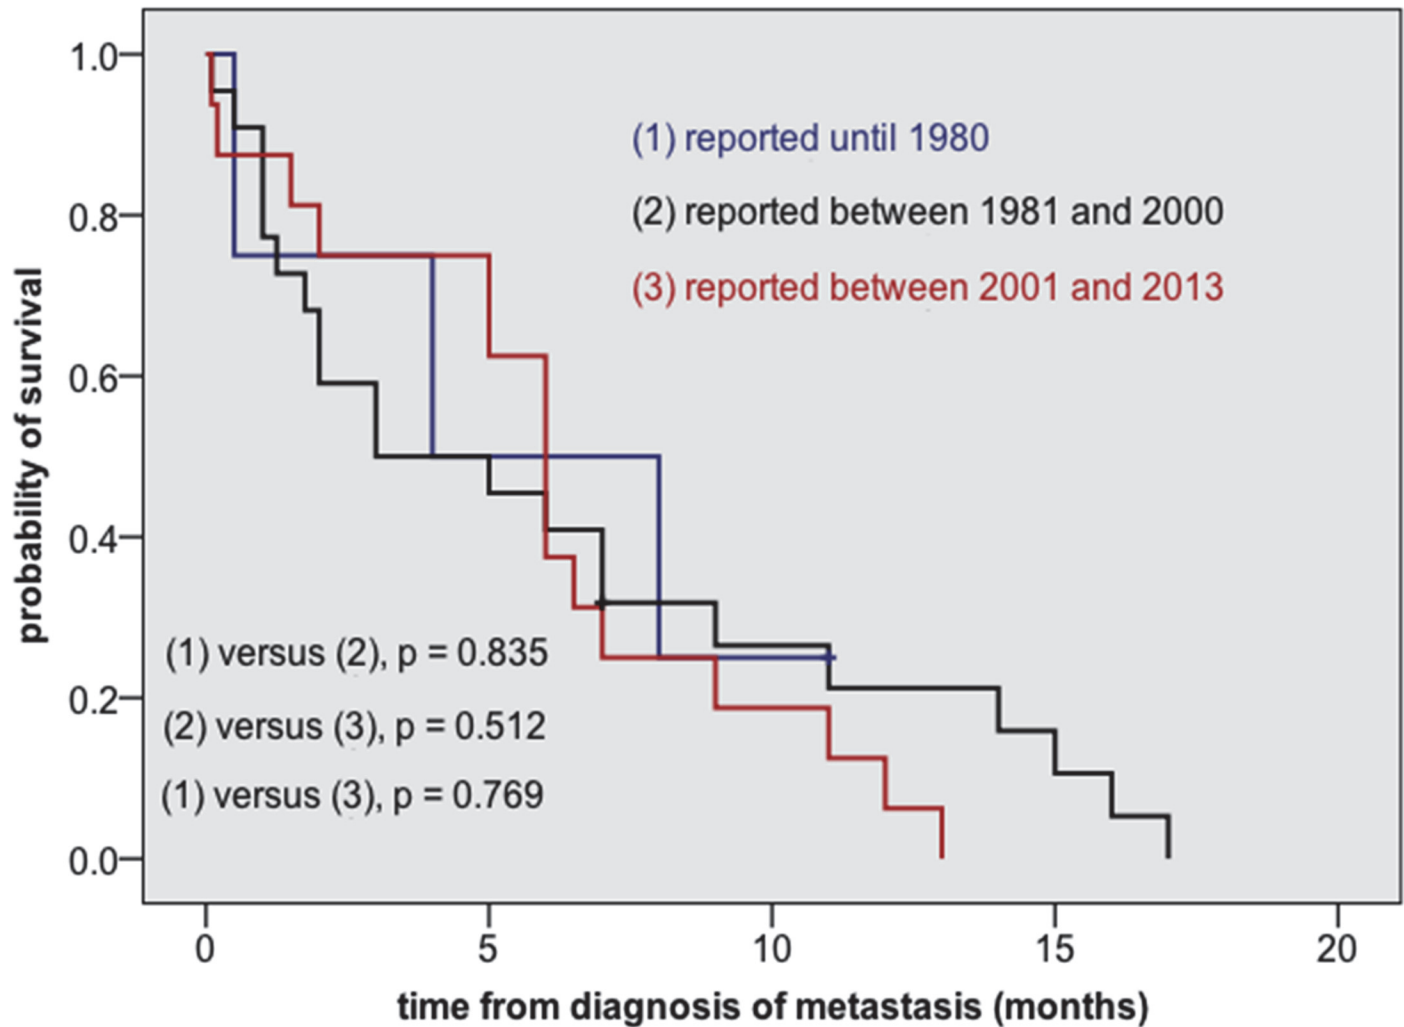 1.0
0.8
0.6
0.4
0.2
0.0
probability of survival
(1) reported until 1980
(2) reported between 1981 and 2000
(3) reported between 2001 and 2013
(1) versus (2), p = 0.835
(2) versus (3), p = 0.512
(1) versus (3), p = 0.769
0 5 10 15 20
time from diagnosis of metastasis (months)